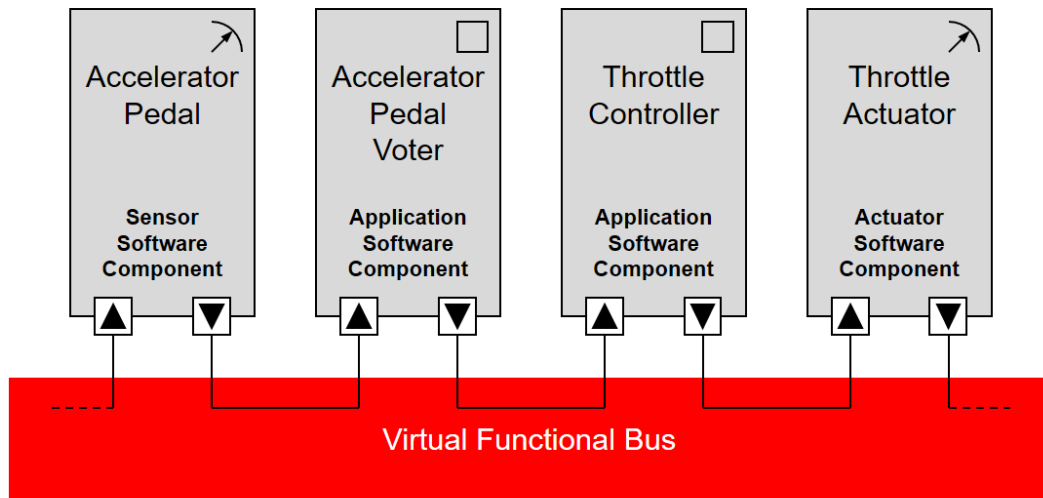 Accelerator
Pedal
Sensor
Software
Component
Accelerator
Pedal
Voter
Application
Software
Component
Throttle
Controller
Application
Software
Component
Throttle
Actuator
Actuator
Software
Component
Virtual Functional Bus